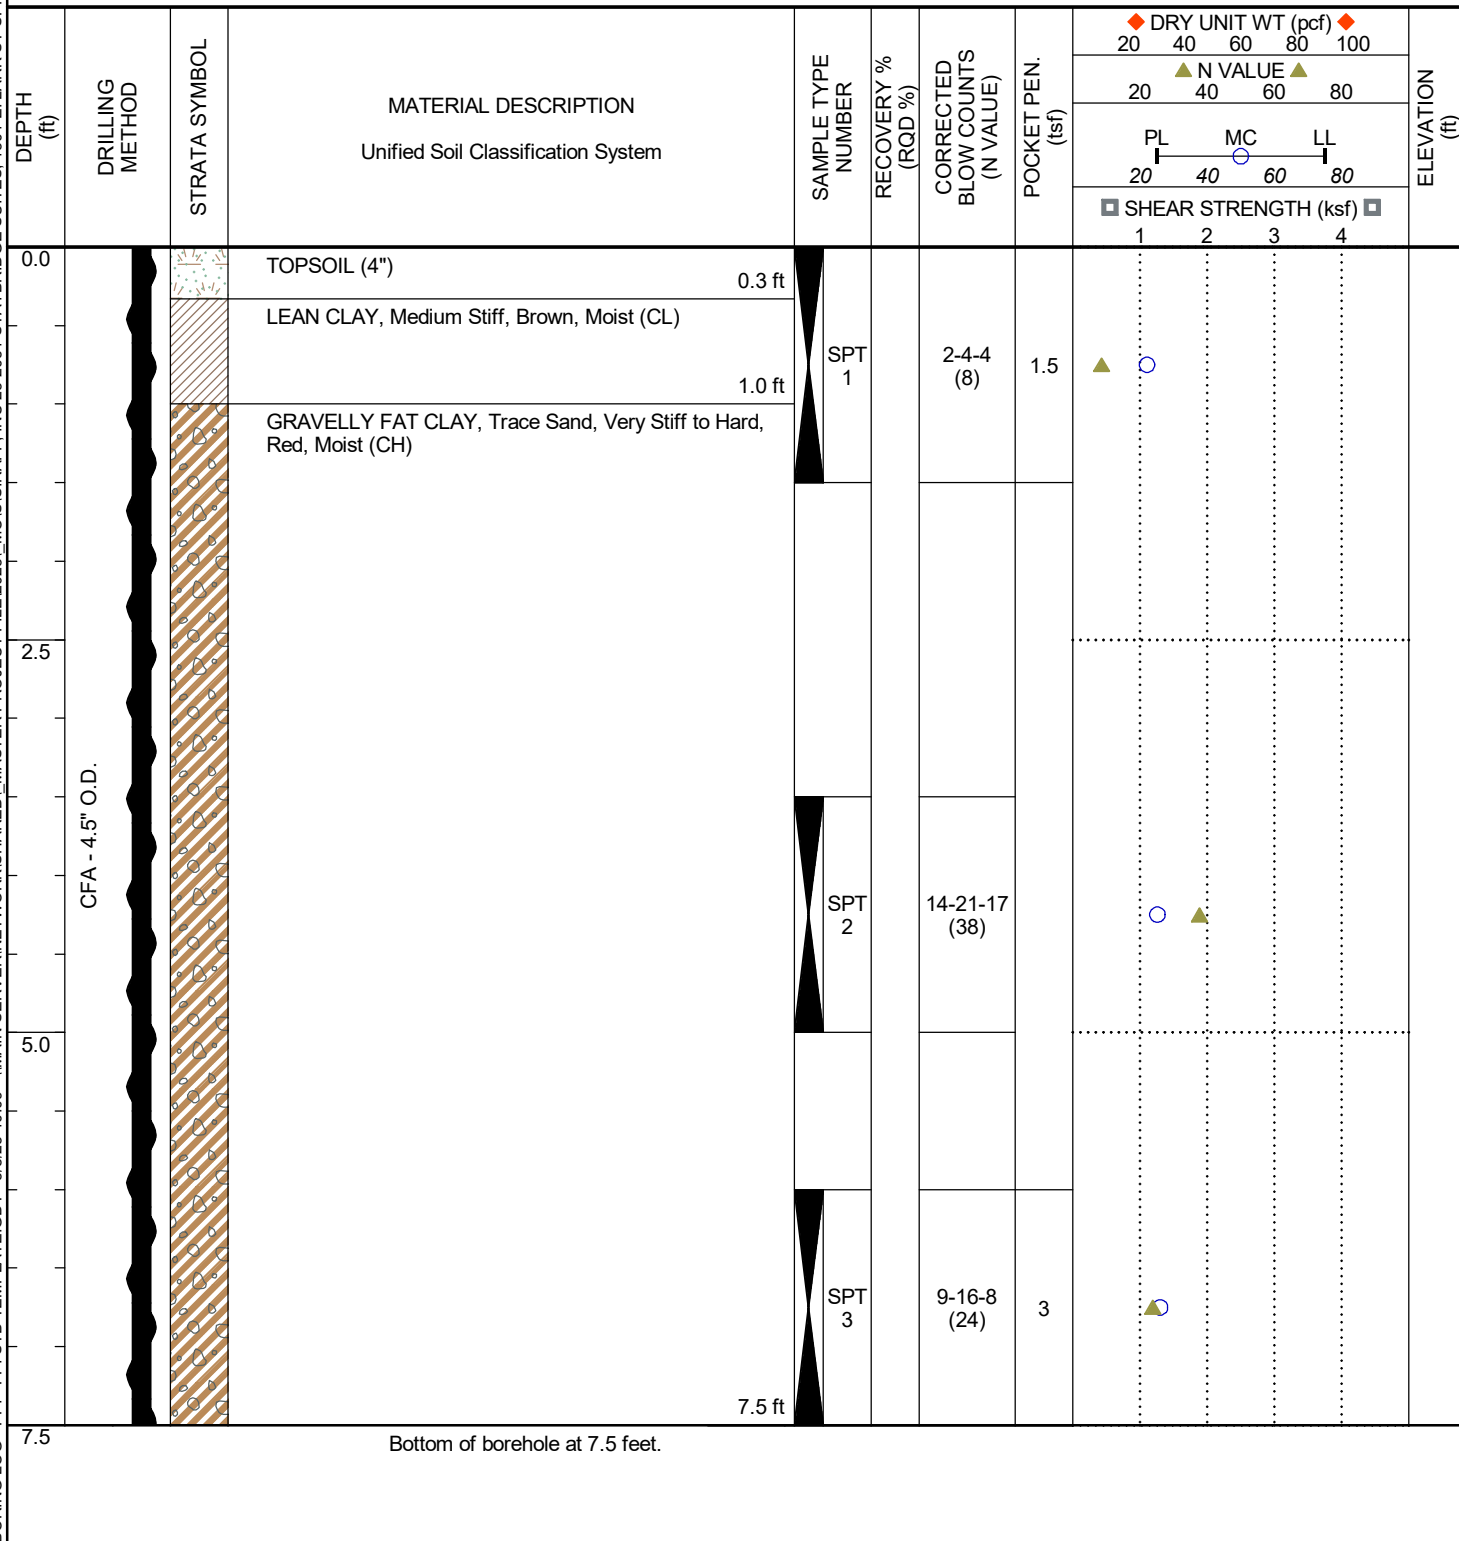 DEPTH
(ft)
DRILLING
METHOD
STRATA SYMBOL
MATERIAL DESCRIPTION
Unified Soil Classification System
SAMPLE TYPE
NUMBER
RECOVERY %
(RQD %)
CORRECTED
BLOW COUNTS
(N VALUE)
POCKET PEN.
(tsf)
DRY UNIT WT (pcf)
20 40 60 80 100
N VALUE
20 40 60 80
PL MC LL
20 40 60 80
SHEAR STRENGTH (ksf)
1 2 3 4
ELEVATION
(ft)
0.0
TOPSOIL (4")
0.3 ft
LEAN CLAY, Medium Stiff, Brown, Moist (CL)
1.0 ft
SPT
1
2-4-4
(8)
1.5
GRAVELLY FAT CLAY, Trace Sand, Very Stiff to Hard,
Red, Moist (CH)
2.5
CFA - 4.5" O.D.
SPT
2
14-21-17
(38)
5.0
SPT
3
9-16-8
(24)
3
7.5 ft
7.5
Bottom of borehole at 7.5 feet.